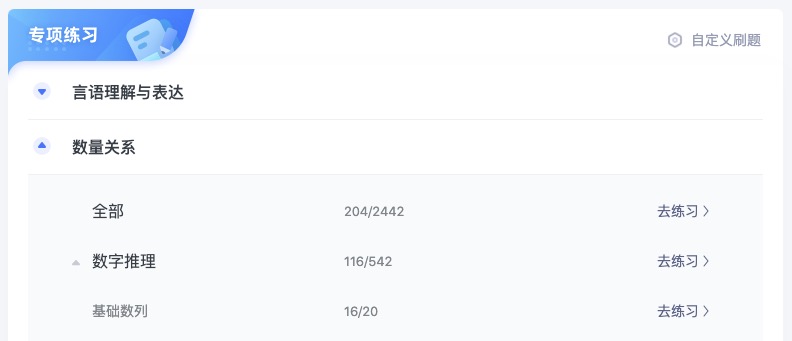 专项练习
自定义刷题
言语理解与表达
数量关系
全部 204/2442 去练习
数字推理 116/542 去练习
基础数列 16/20 去练习